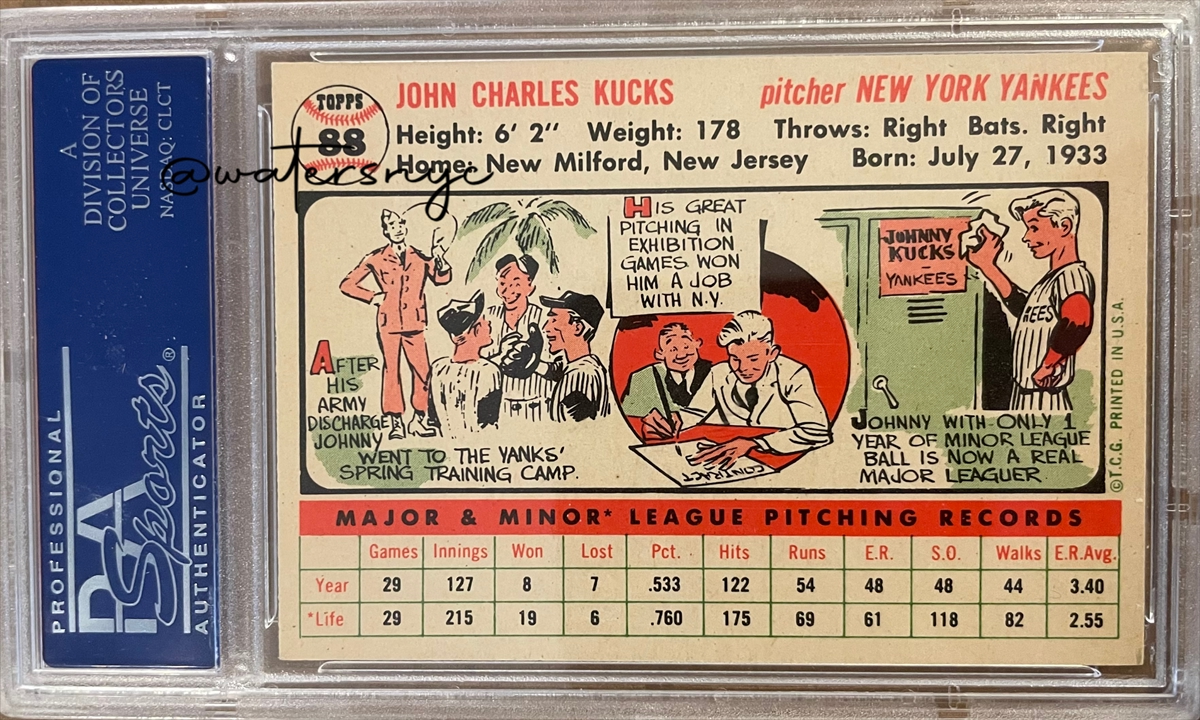 A
DIVISION OF
COLLECTORS
UNIVERSE
NASDAQ: CLCT
PROFESSIONAL
PSA
Sports®
AUTHENTICATOR
TOPPS
88
JOHN CHARLES KUCKS
pitcher NEW YORK YANKEES
Height: 6' 2" Weight: 178 Throws: Right Bats. Right
Home: New Milford, New Jersey Born: July 27, 1933
@watersnyc
AFTER
HIS
ARMY
DISCHARGE
JOHNNY
WENT TO THE YANKS'
SPRING TRAINING CAMP.
HIS GREAT
PITCHING IN
EXHIBITION
GAMES WON
HIM A JOB
WITH N.Y.
CONTRACT
JOHNNY
KUCKS
-
YANKEES
KEES
JOHNNY WITH ONLY 1
YEAR OF MINOR LEAGUE
BALL IS NOW A REAL
MAJOR LEAGUER
© T.C.G. PRINTED IN U.S.A.
MAJOR & MINOR* LEAGUE PITCHING RECORDS
Games Innings Won Lost Pct. Hits Runs E.R. S.O. Walks E.R.Avg.
Year 29 127 8 7 .533 122 54 48 48 44 3.40
*Life 29 215 19 6 .760 175 69 61 118 82 2.55